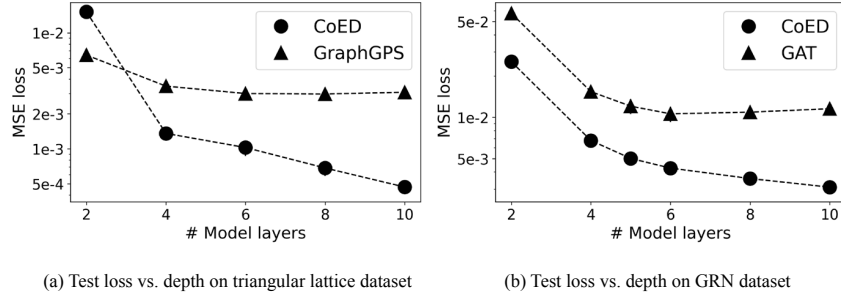 CoED
GraphGPS
1e-2
5e-3
2e-3
1e-3
5e-4
MSE loss
2 4 6 8 10
# Model layers
(a) Test loss vs. depth on triangular lattice dataset
CoED
GAT
5e-2
1e-2
5e-3
MSE loss
2 4 6 8 10
# Model layers
(b) Test loss vs. depth on GRN dataset